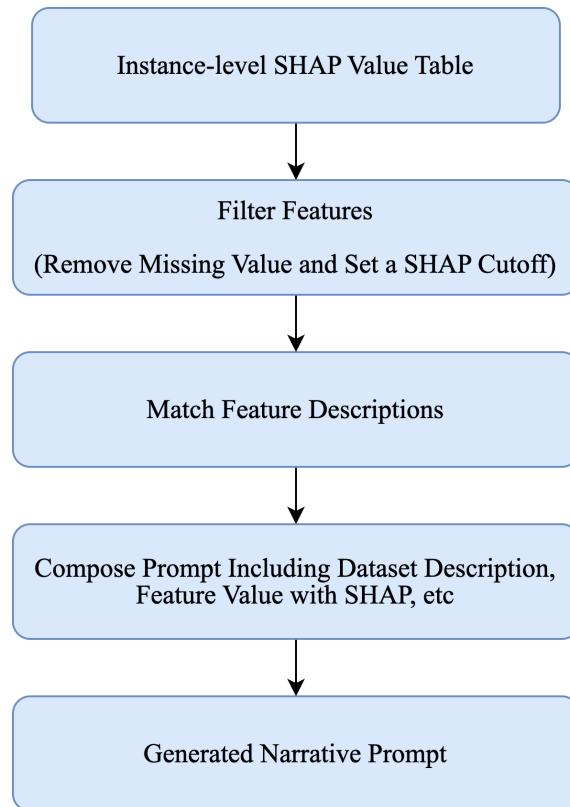 Instance-level SHAP Value Table
Filter Features
(Remove Missing Value and Set a SHAP Cutoff)
Match Feature Descriptions
Compose Prompt Including Dataset Description,
Feature Value with SHAP, etc
Generated Narrative Prompt